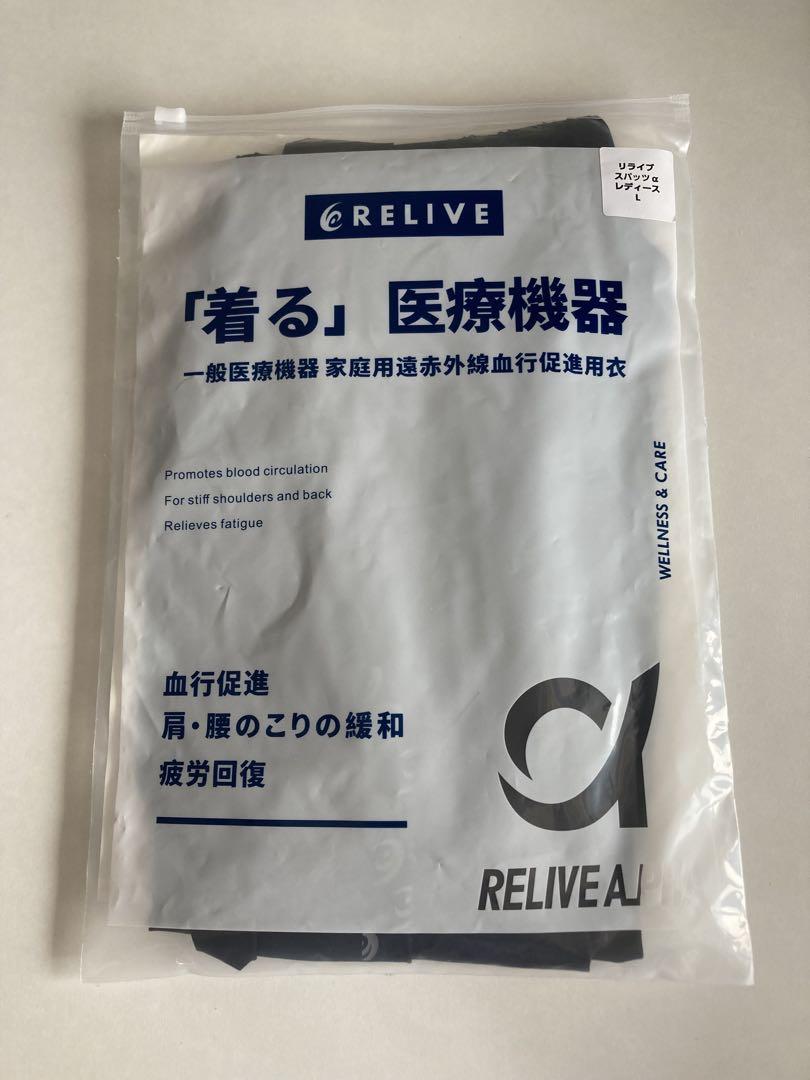 リライブ
スパッツα
レディース
L
RELIVE
「着る」医療機器
一般医療機器 家庭用遠赤外線血行促進用衣
Promotes blood circulation
For stiff shoulders and back
Relieves fatigue
WELLNESS & CARE
血行促進
肩・腰のこりの緩和
疲労回復
α
RELIVE ALPHA